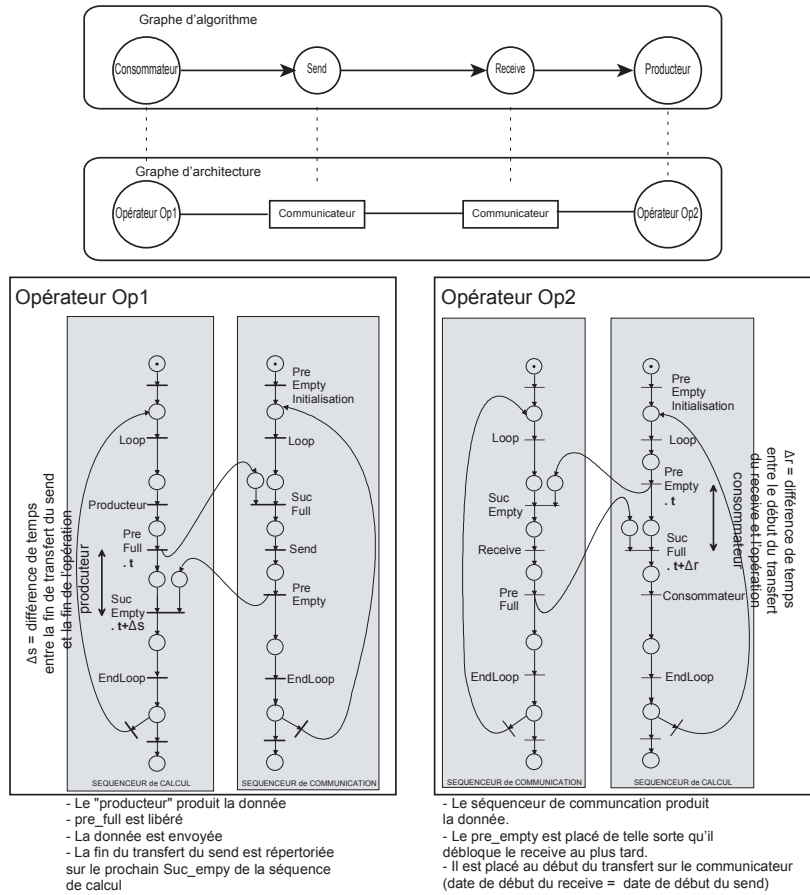 Graphe d'algorithme
Consommateur
Send
Receive
Producteur
Graphe d'architecture
Opérateur Op1
Communicateur
Communicateur
Opérateur Op2
Opérateur Op1
Δs = différence de temps
entre la fin de transfert du send
et la fin de l'opération
prodcuteur
Loop
Producteur
Pre
Full
. t
Suc
Empty
. t+Δs
EndLoop
SEQUENCEUR de CALCUL
Pre
Empty
Initialisation
Loop
Suc
Full
Send
Pre
Empty
EndLoop
SEQUENCEUR de COMMUNICATION
- Le "producteur" produit la donnée
- pre_full est libéré
- La donnée est envoyée
- La fin du transfert du send est répertoriée
sur le prochain Suc_empy de la séquence
de calcul
Opérateur Op2
Loop
Suc
Empty
Receive
Pre
Full
EndLoop
SEQUENCEUR de COMMUNICATION
Pre
Empty
Initialisation
Loop
Pre
Empty
. t
Suc
Full
. t+Δr
Consommateur
EndLoop
SEQUENCEUR de CALCUL
Δr = différence de temps
entre le début du transfert
du receive et l'opération
consommateur
- Le séquenceur de communcation produit
la donnée.
- Le pre_empty est placé de telle sorte qu'il
débloque le receive au plus tard.
- Il est placé au début du transfert sur le communicateur
(date de début du receive = date de début du send)